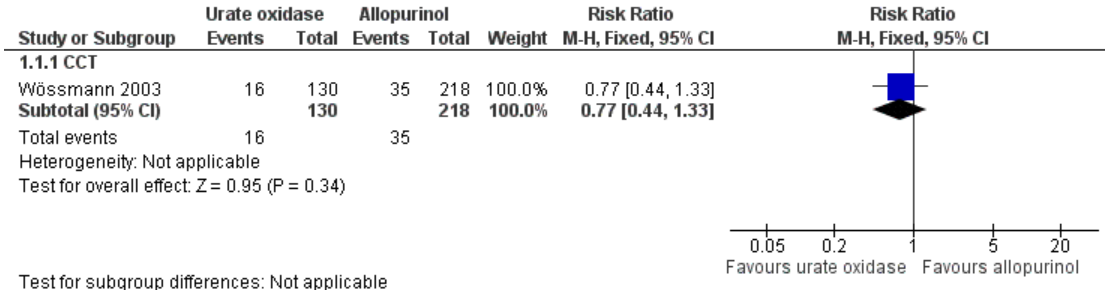 Urate oxidase Allopurinol Risk Ratio Risk Ratio
Study or Subgroup Events Total Events Total Weight M-H, Fixed, 95% CI M-H, Fixed, 95% CI
1.1.1 CCT
Wössmann 2003 16 130 35 218 100.0% 0.77 [0.44, 1.33]
Subtotal (95% CI) 130 218 100.0% 0.77 [0.44, 1.33]
Total events 16 35
Heterogeneity: Not applicable
Test for overall effect: Z = 0.95 (P = 0.34)
0.05 0.2 1 5 20
Favours urate oxidase Favours allopurinol
Test for subgroup differences: Not applicable